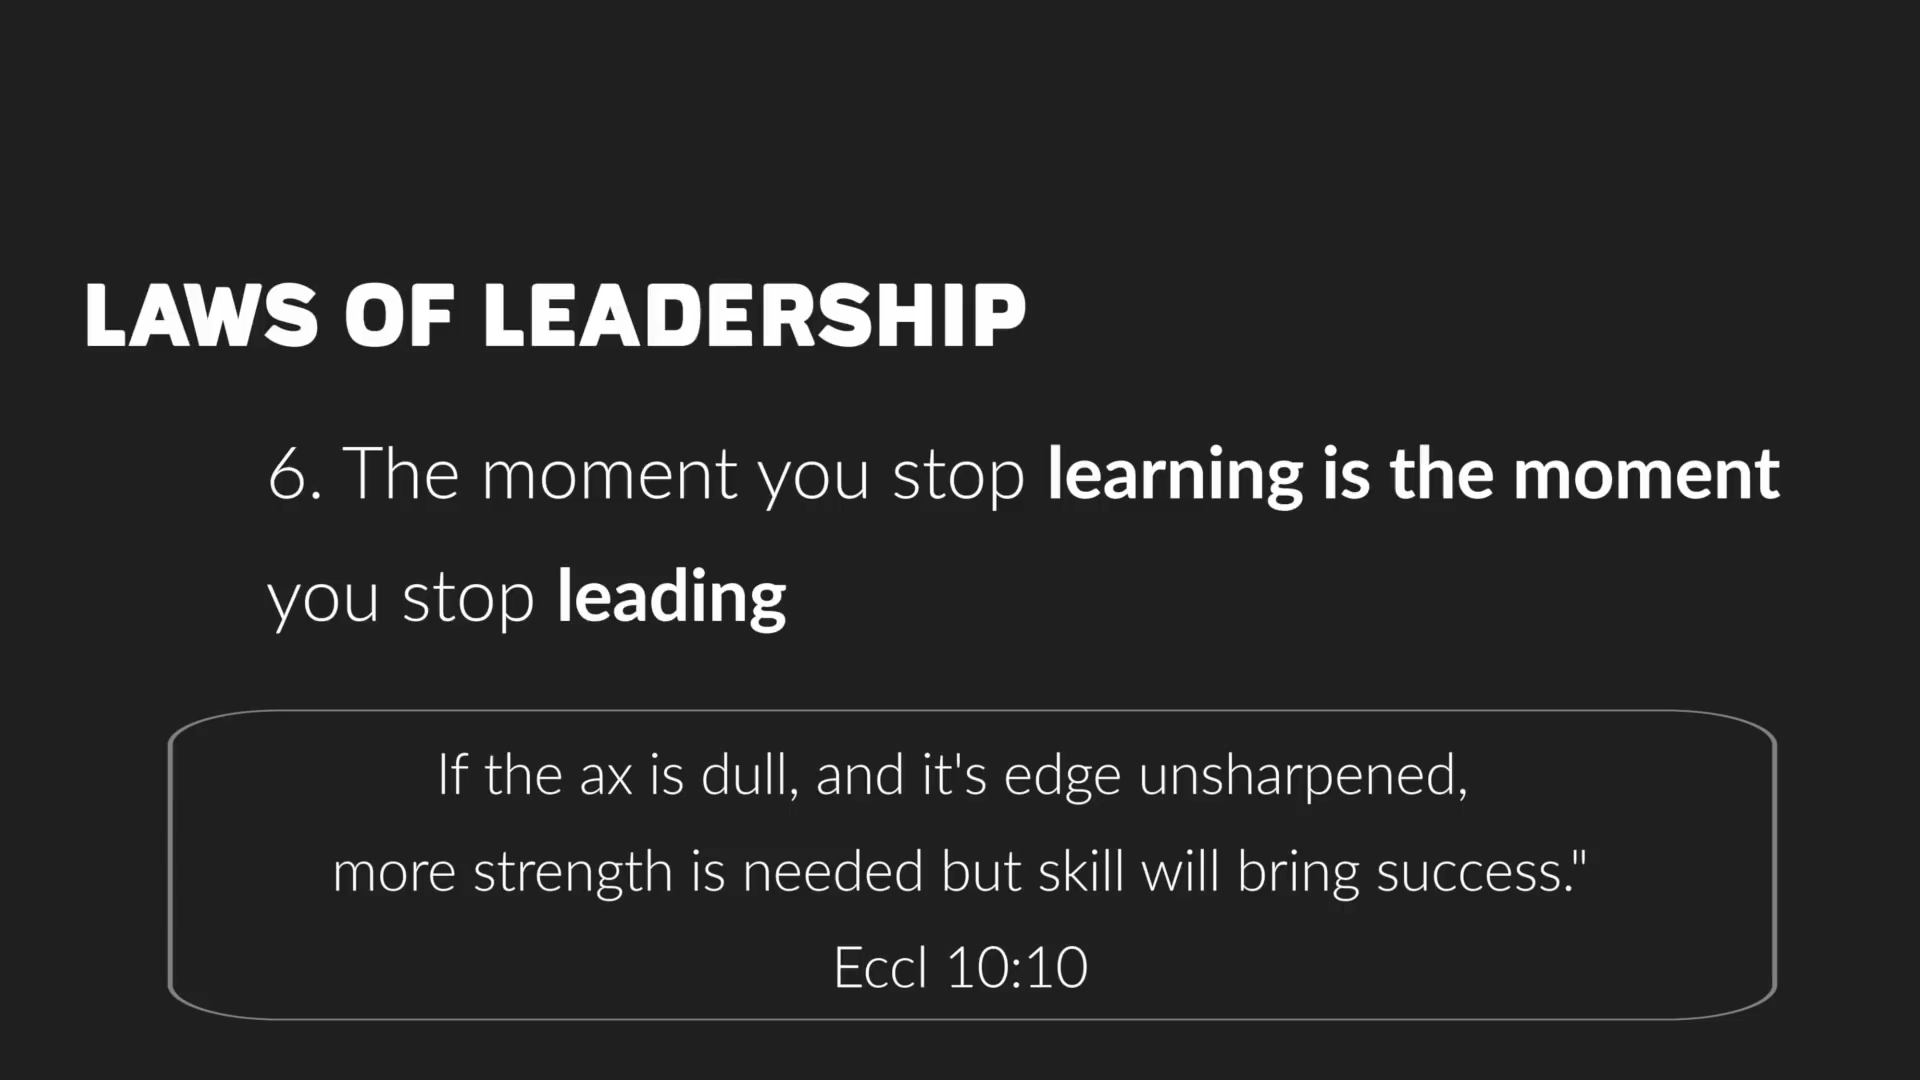 LAWS OF LEADERSHIP
6. The moment you stop learning is the moment
you stop leading
If the ax is dull, and it's edge unsharpened,
more strength is needed but skill will bring success."
Eccl 10:10